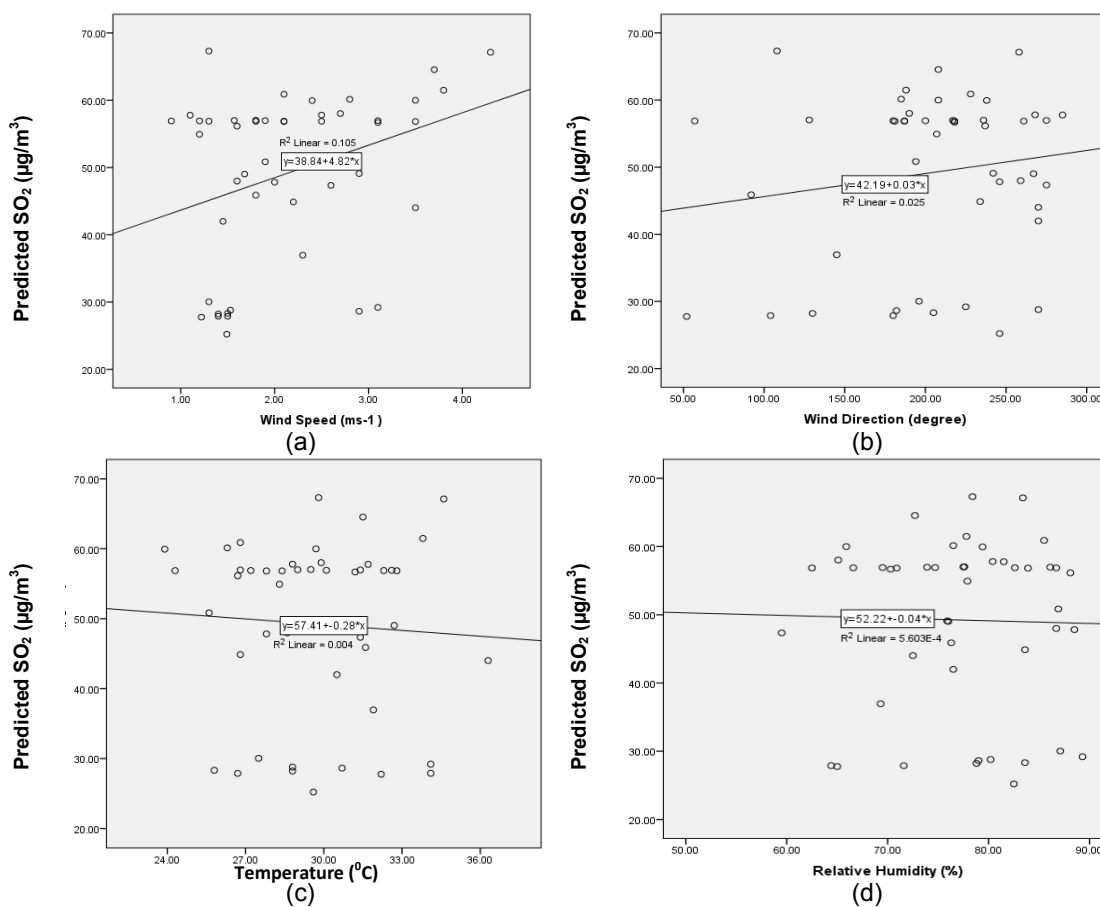 Predicted SO2 (µg/m3)
70.00
60.00
50.00
40.00
30.00
20.00
R2 Linear = 0.105
y=38.84+4.82*x
1.00 2.00 3.00 4.00
Wind Speed (ms-1 )
(a)
Predicted SO2 (µg/m3)
70.00
60.00
50.00
40.00
30.00
20.00
y=42.19+0.03*x
R2 Linear = 0.025
50.00 100.00 150.00 200.00 250.00 300.00
Wind Direction (degree)
(b)
Predicted SO2 (µg/m3)
70.00
60.00
50.00
40.00
30.00
20.00
y=57.41+-0.28*x
R2 Linear = 0.004
24.00 27.00 30.00 33.00 36.00
Temperature (0C)
(c)
Predicted SO2 (µg/m3)
70.00
60.00
50.00
40.00
30.00
20.00
y=52.22+-0.04*x
R2 Linear = 5.603E-4
50.00 60.00 70.00 80.00 90.00
Relative Humidity (%)
(d)